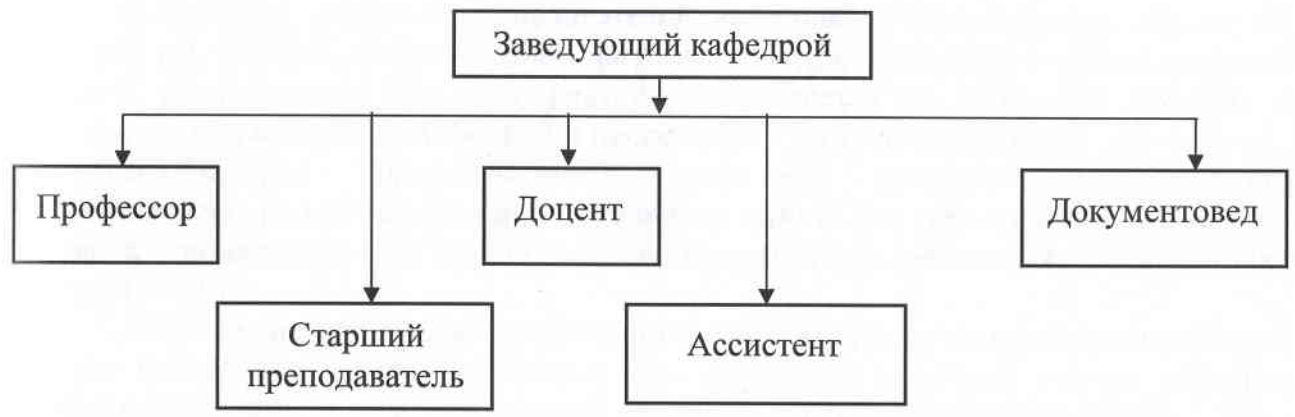 Заведующий кафедрой
Профессор
Доцент
Документовед
Старший
преподаватель
Ассистент